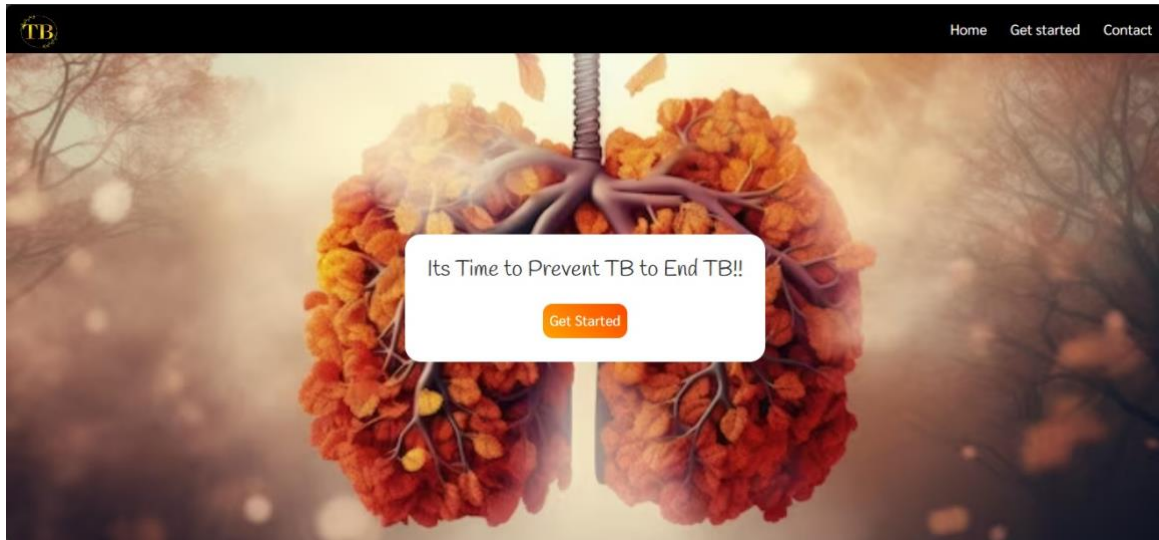 TB
Home Get started Contact
Its Time to Prevent TB to End TB!!
Get Started